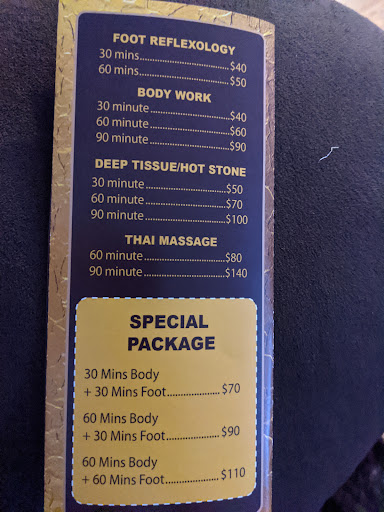 FOOT REFLEXOLOGY
30 mins.....................$40
60 mins.....................$50
BODY WORK
30 minute.....................$40
60 minute.....................$60
90 minute.....................$90
DEEP TISSUE/HOT STONE
30 minute.....................$50
60 minute.....................$70
90 minute.....................$100
THAI MASSAGE
60 minute.....................$80
90 minute.....................$140
SPECIAL
PACKAGE
30 Mins Body
+ 30 Mins Foot.....................$70
60 Mins Body
+ 30 Mins Foot.....................$90
60 Mins Body
+ 60 Mins Foot.....................$110